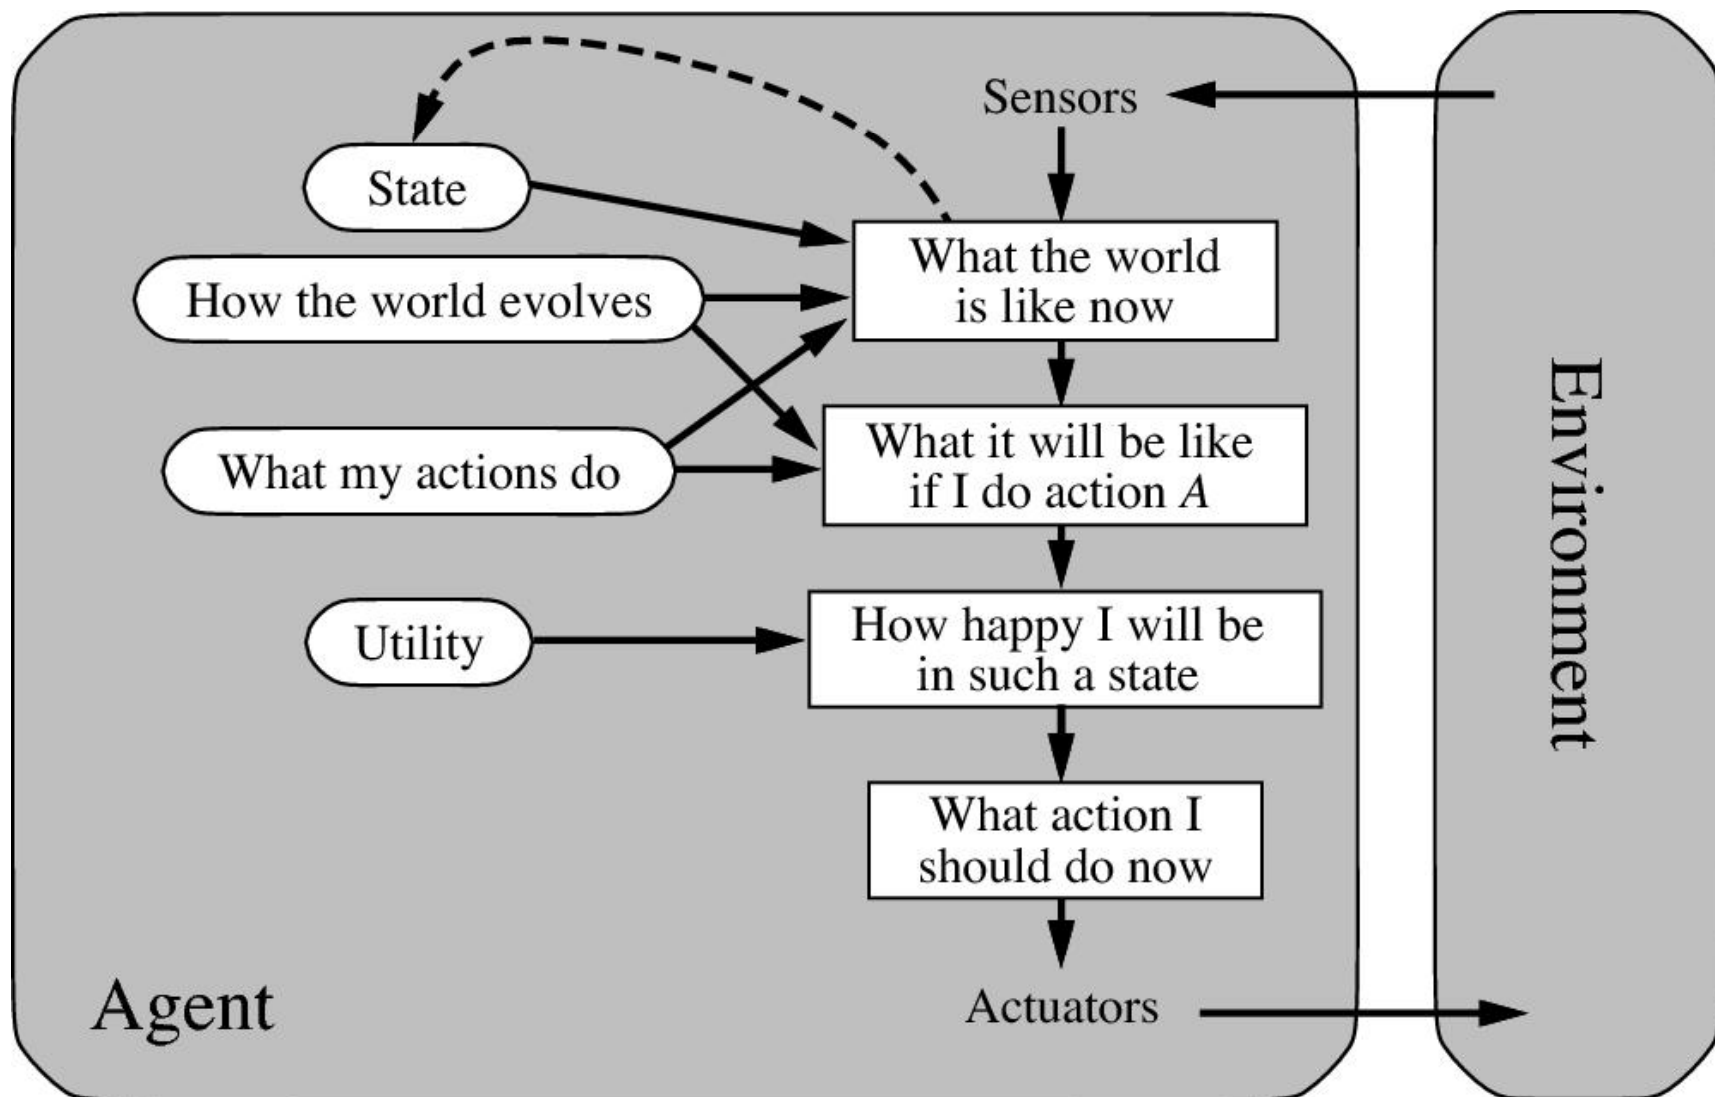 Sensors
State
What the world
is like now
How the world evolves
What it will be like
if I do action A
What my actions do
How happy I will be
in such a state
Utility
What action I
should do now
Agent
Actuators
Environment